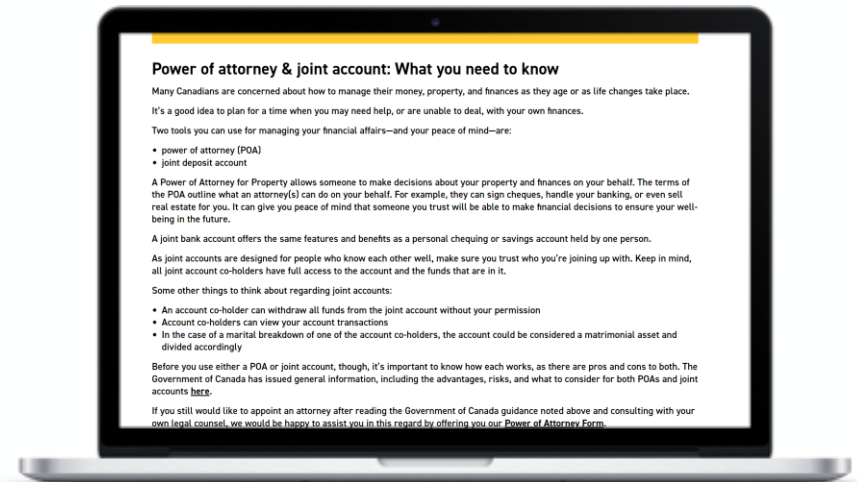 Power of attorney & joint account: What you need to know
Many Canadians are concerned about how to manage their money, property, and finances as they age or as life changes take place.
It's a good idea to plan for a time when you may need help, or are unable to deal, with your own finances.
Two tools you can use for managing your financial affairs—and your peace of mind—are:
• power of attorney (POA)
• joint deposit account
A Power of Attorney for Property allows someone to make decisions about your property and finances on your behalf. The terms of
the POA outline what an attorney(s) can do on your behalf. For example, they can sign cheques, handle your banking, or even sell
real estate for you. It can give you peace of mind that someone you trust will be able to make financial decisions to ensure your well-
being in the future.
A joint bank account offers the same features and benefits as a personal chequing or savings account held by one person.
As joint accounts are designed for people who know each other well, make sure you trust who you're joining up with. Keep in mind,
all joint account co-holders have full access to the account and the funds that are in it.
Some other things to think about regarding joint accounts:
• An account co-holder can withdraw all funds from the joint account without your permission
• Account co-holders can view your account transactions
• In the case of a marital breakdown of one of the account co-holders, the account could be considered a matrimonial asset and
divided accordingly
Before you use either a POA or joint account, though, it's important to know how each works, as there are pros and cons to both. The
Government of Canada has issued general information, including the advantages, risks, and what to consider for both POAs and joint
accounts here.
If you still would like to appoint an attorney after reading the Government of Canada guidance noted above and consulting with your
own legal counsel, we would be happy to assist you in this regard by offering you our Power of Attorney Form.